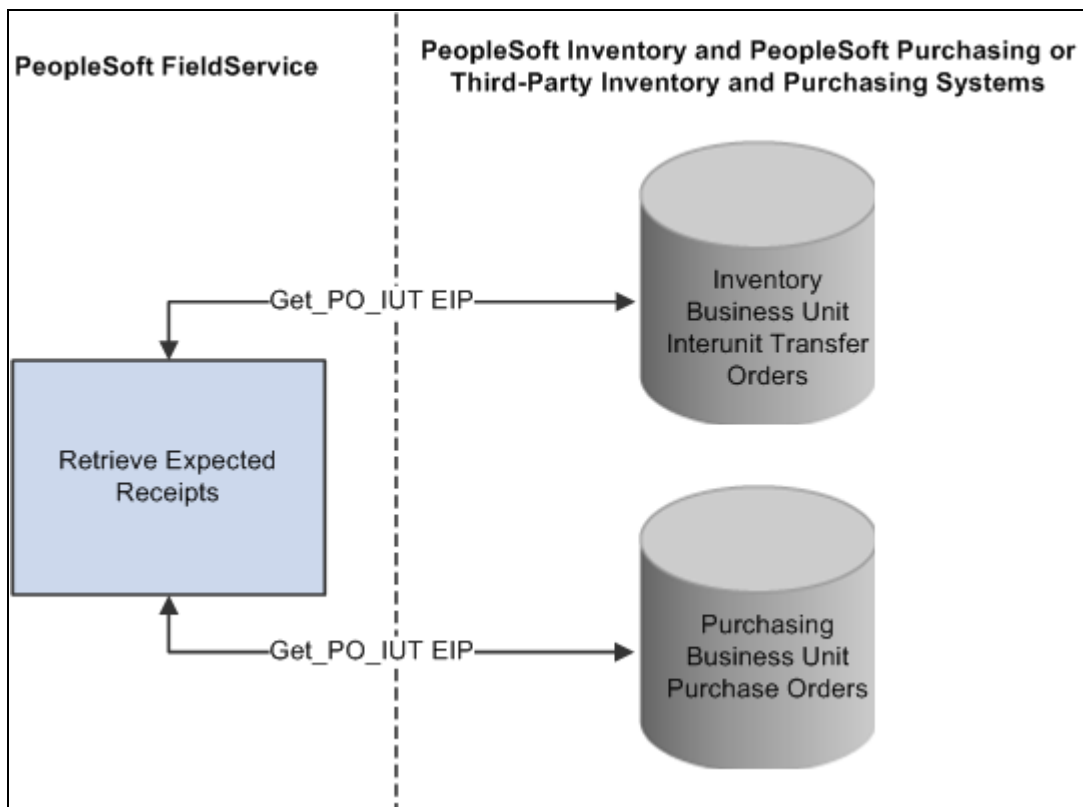 PeopleSoft FieldService
PeopleSoft Inventory and PeopleSoft Purchasing or
Third-Party Inventory and Purchasing Systems
Get_PO_IUT EIP
Inventory
Business Unit
Interunit Transfer
Orders
Retrieve Expected
Receipts
Get_PO_IUT EIP
Purchasing
Business Unit
Purchase Orders